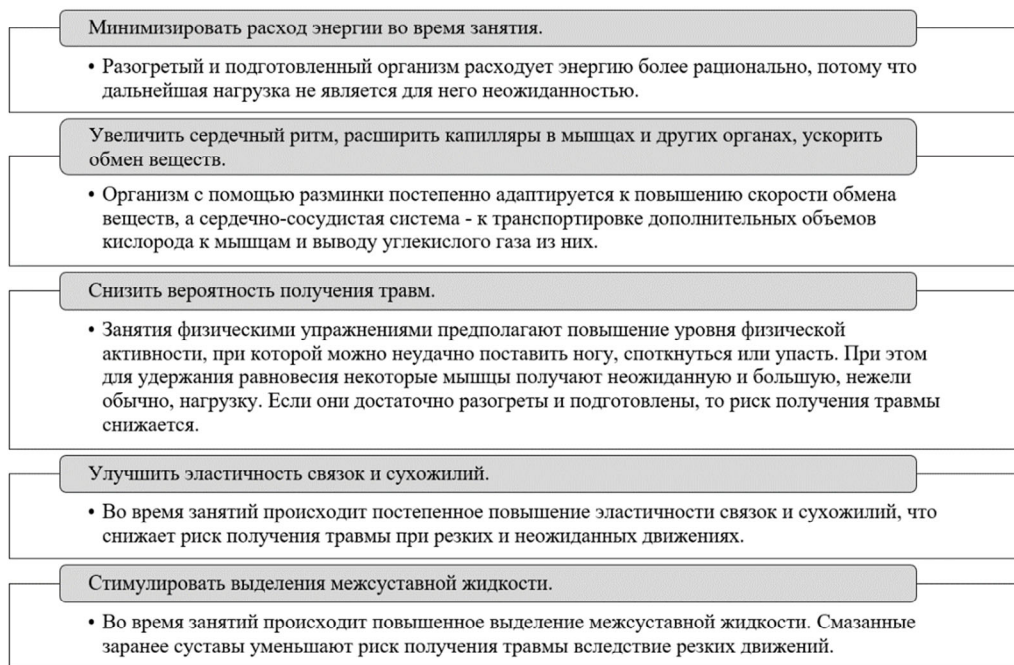 Минимизировать расход энергии во время занятия.
• Разогретый и подготовленный организм расходует энергию более рационально, потому что
дальнейшая нагрузка не является для него неожиданностью.
Увеличить сердечный ритм, расширить капилляры в мышцах и других органах, ускорить
обмен веществ.
• Организм с помощью разминки постепенно адаптируется к повышению скорости обмена
веществ, а сердечно-сосудистая система - к транспортировке дополнительных объемов
кислорода к мышцам и выводу углекислого газа из них.
Снизить вероятность получения травм.
• Занятия физическими упражнениями предполагают повышение уровня физической
активности, при которой можно неудачно поставить ногу, споткнуться или упасть. При этом
для удержания равновесия некоторые мышцы получают неожиданную и большую, нежели
обычно, нагрузку. Если они достаточно разогреты и подготовлены, то риск получения травмы
снижается.
Улучшить эластичность связок и сухожилий.
• Во время занятий происходит постепенное повышение эластичности связок и сухожилий, что
снижает риск получения травмы при резких и неожиданных движениях.
Стимулировать выделения межсуставной жидкости.
• Во время занятий происходит повышенное выделение межсуставной жидкости. Смазанные
заранее суставы уменьшают риск получения травмы вследствие резких движений.